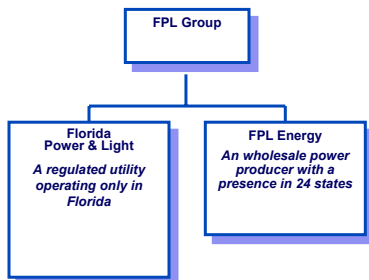 FPL Group
Florida
Power & Light
A regulated utility
operating only in
Florida
FPL Energy
An wholesale power
producer with a
presence in 24 states